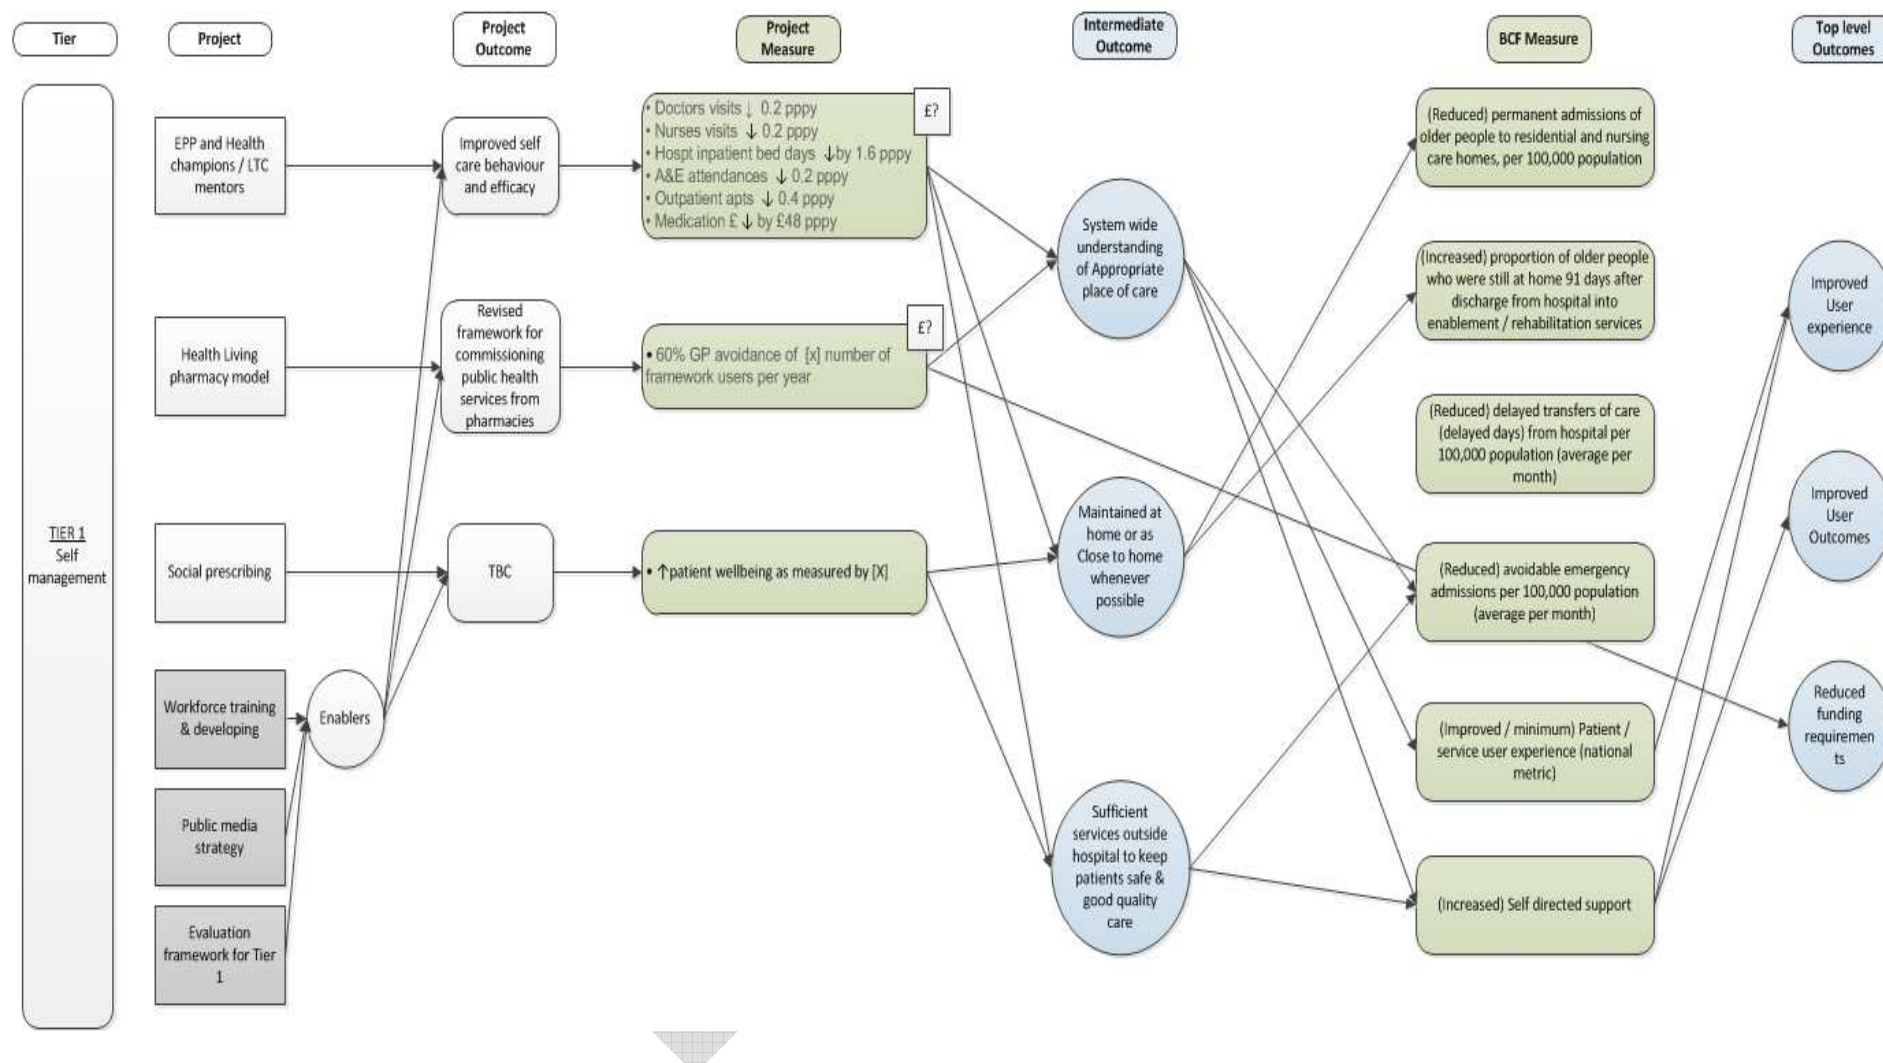 Tier
Project
Project
Outcome
Project
Measure
Intermediate
Outcome
BCF Measure
Top level
Outcomes
TIER 1
Self
management
EPP and Health
champions / LTC
mentors
Health Living
pharmacy model
Social prescribing
Workforce training
& developing
Public media
strategy
Evaluation
framework for Tier
1
Enablers
Improved self
care behaviour
and efficacy
Revised
framework for
commissioning
public health
services from
pharmacies
TBC
• Doctors visits ↓ 0.2 pppy
• Nurses visits ↓ 0.2 pppy
• Hospt inpatient bed days ↓by 1.6 pppy
• A&E attendances ↓ 0.2 pppy
• Outpatient apts ↓ 0.4 pppy
• Medication £ ↓ by £48 pppy
£?
• 60% GP avoidance of [x] number of
framework users per year
£?
• ↑patient wellbeing as measured by [X]
System wide
understanding
of Appropriate
place of care
Maintained at
home or as
Close to home
whenever
possible
Sufficient
services outside
hospital to keep
patients safe &
good quality
care
(Reduced) permanent admissions of
older people to residential and nursing
care homes, per 100,000 population
(Increased) proportion of older people
who were still at home 91 days after
discharge from hospital into
enablement / rehabilitation services
(Reduced) delayed transfers of care
(delayed days) from hospital per
100,000 population (average per
month)
(Reduced) avoidable emergency
admissions per 100,000 population
(average per month)
(Improved / minimum) Patient /
service user experience (national
metric)
(Increased) Self directed support
Improved
User
experience
Improved
User
Outcomes
Reduced
funding
requiremen
ts